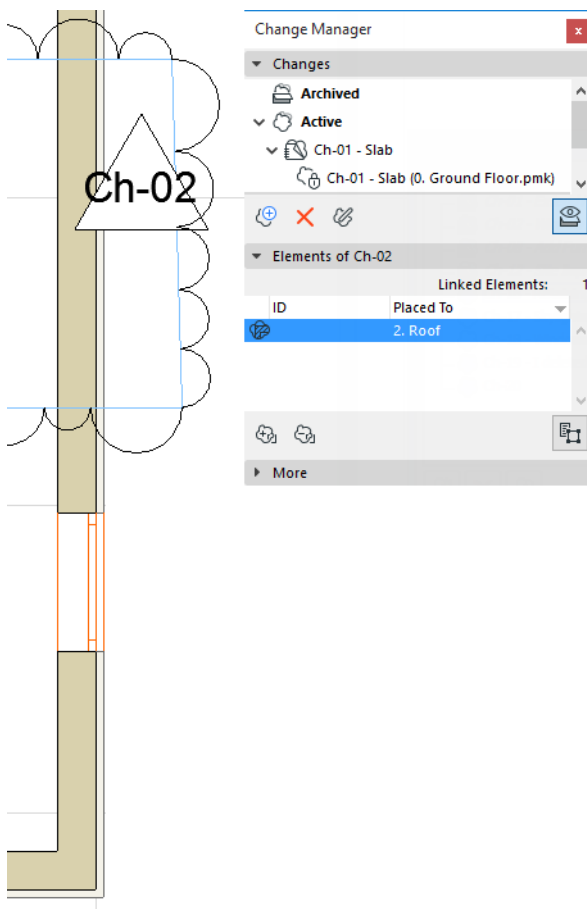 Ch-02
Change Manager
x
Changes
Archived
Active
Ch-01 - Slab
Ch-01 - Slab (0. Ground Floor.pmk)
Elements of Ch-02
Linked Elements: 1
ID Placed To
2. Roof
More